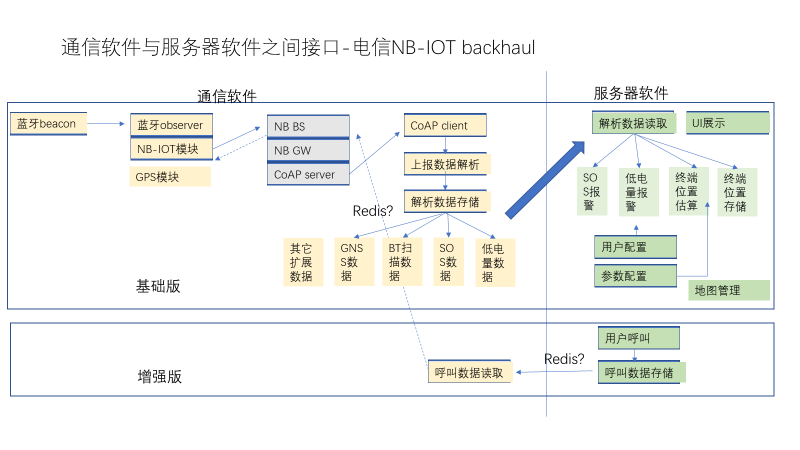 通信软件与服务器软件之间接口-电信NB-IOT backhaul
通信软件
服务器软件
蓝牙beacon
蓝牙observer
NB-IOT模块
GPS模块
NB BS
NB GW
CoAP server
CoAP client
上报数据解析
解析数据存储
Redis?
其它
扩展
数据
GNS
S数
据
BT扫
描数
据
SO
S数
据
低电
量数
据
解析数据读取
UI展示
SO
S报
警
低电
量报
警
终端
位置
估算
终端
位置
存储
用户配置
参数配置
地图管理
基础版
用户呼叫
Redis?
呼叫数据读取
呼叫数据存储
增强版